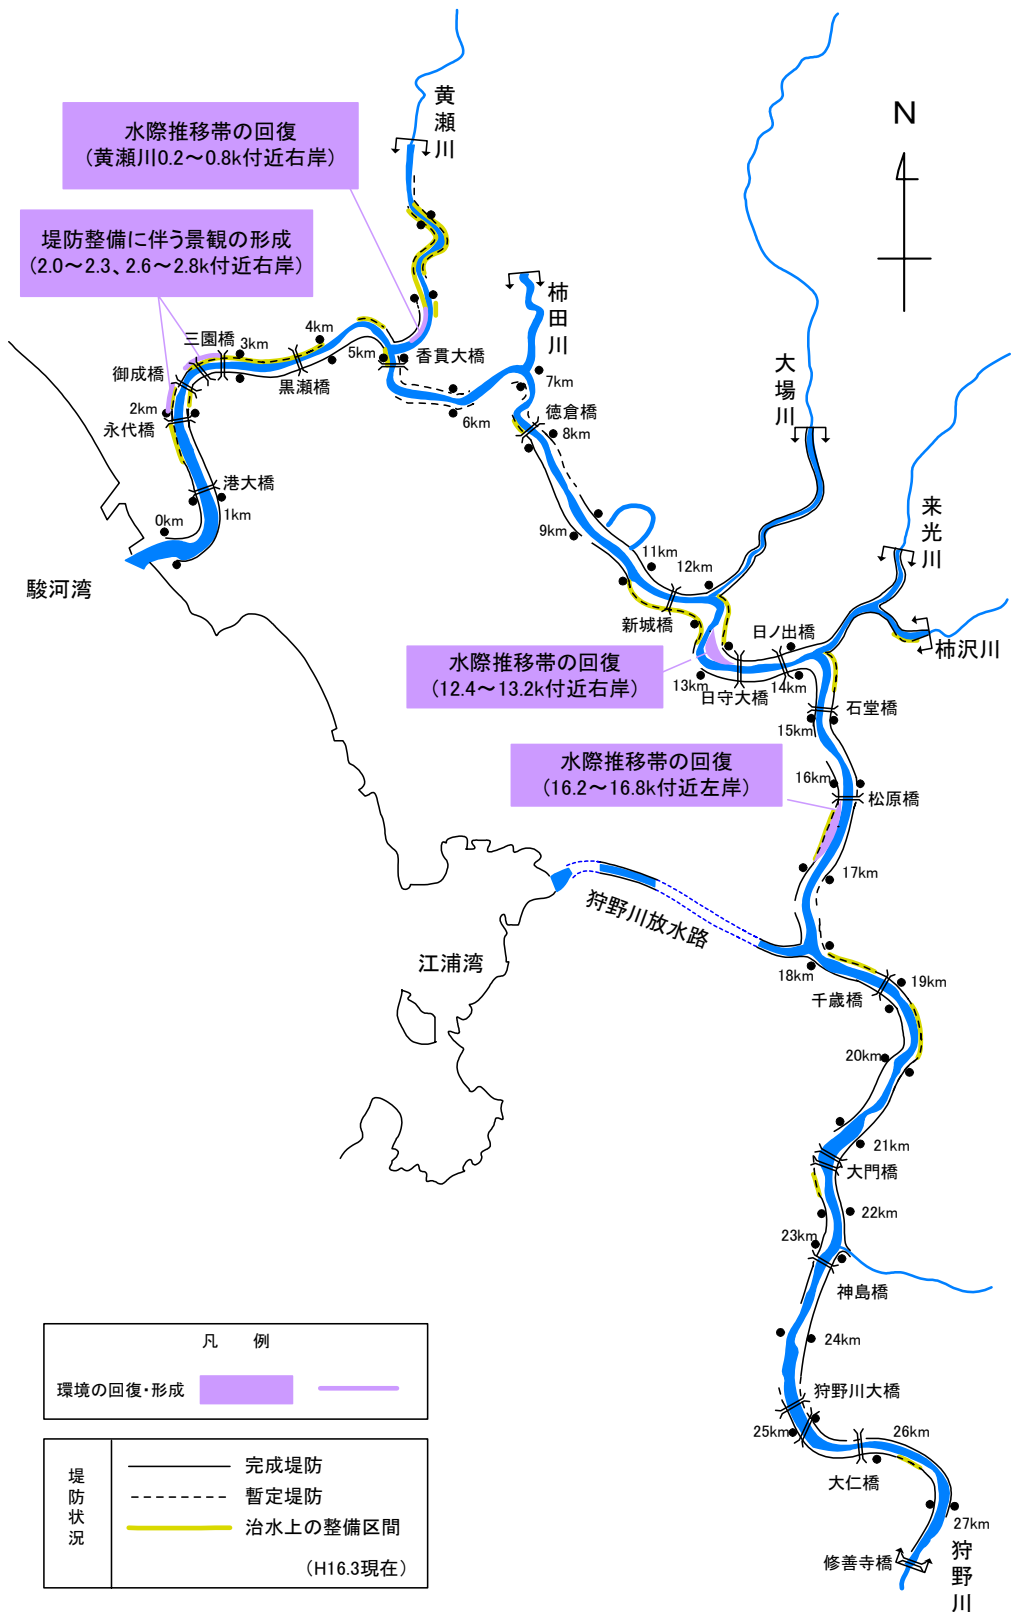 黄瀬川
N
水際推移帯の回復
(黄瀬川0.2～0.8k付近右岸)
堤防整備に伴う景観の形成
(2.0～2.3、2.6～2.8k付近右岸)
柿田川
大場川
来光川
柿沢川
三園橋
3km
4km
5km
香貫大橋
御成橋
黒瀬橋
2km
永代橋
6km
7km
徳倉橋
8km
港大橋
1km
0km
9km
11km
12km
駿河湾
新城橋
日ノ出橋
水際推移帯の回復
(12.4～13.2k付近右岸)
13km
日守大橋
14km
石堂橋
15km
水際推移帯の回復
(16.2～16.8k付近左岸)
16km
松原橋
17km
狩野川放水路
江浦湾
18km
千歳橋
19km
20km
21km
大門橋
22km
23km
神島橋
24km
狩野川大橋
25km
26km
大仁橋
27km
修善寺橋
狩野川
凡 例
環境の回復・形成
堤防状況
完成堤防
暫定堤防
治水上の整備区間
(H16.3現在)